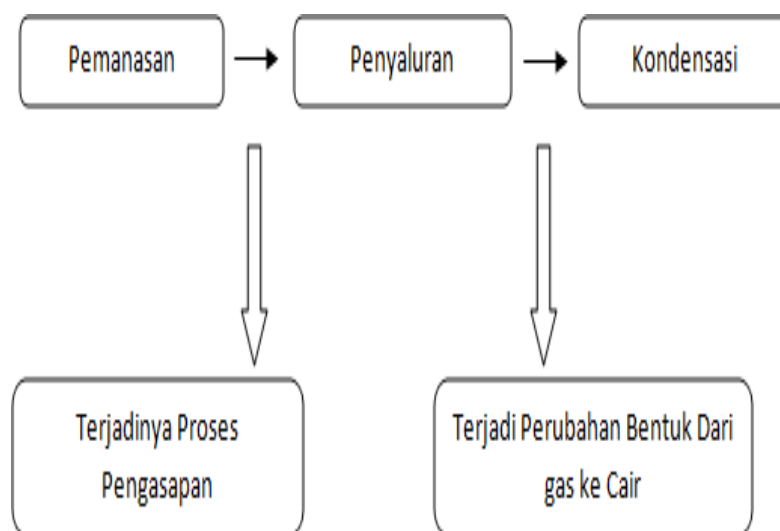 Pemanasan
Penyaluran
Kondensasi
Terjadinya Proses
Pengasapan
Terjadi Perubahan Bentuk Dari
gas ke Cair